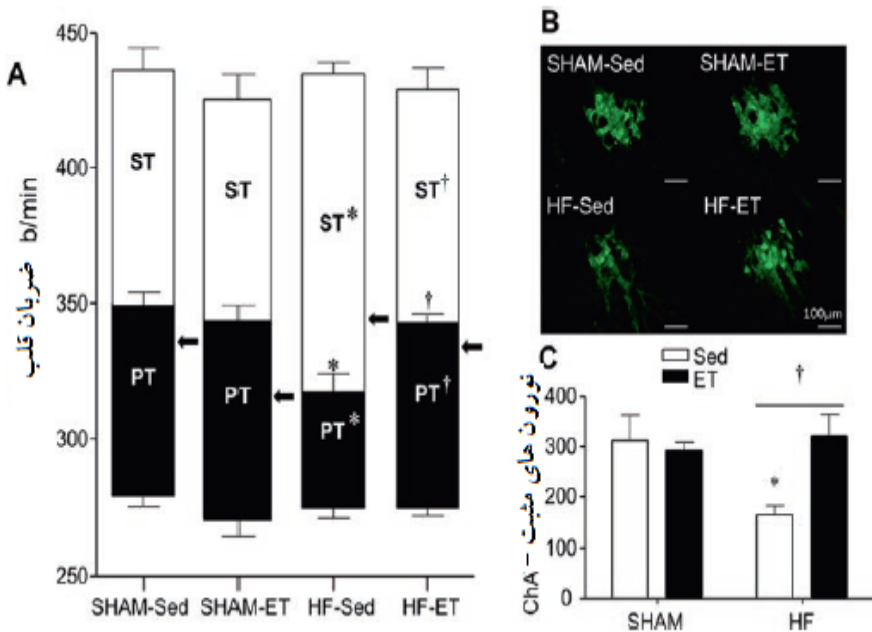 A
450
400
350
300
250
ضربان قلب b/min
ST
ST
ST*
ST†
PT
PT
*
PT*
†
PT†
SHAM-Sed
SHAM-ET
HF-Sed
HF-ET
B
SHAM-Sed
SHAM-ET
HF-Sed
HF-ET
100µm
C
Sed
ET
†
*
400
300
200
100
0
نورون های مثبت – ChA
SHAM
HF